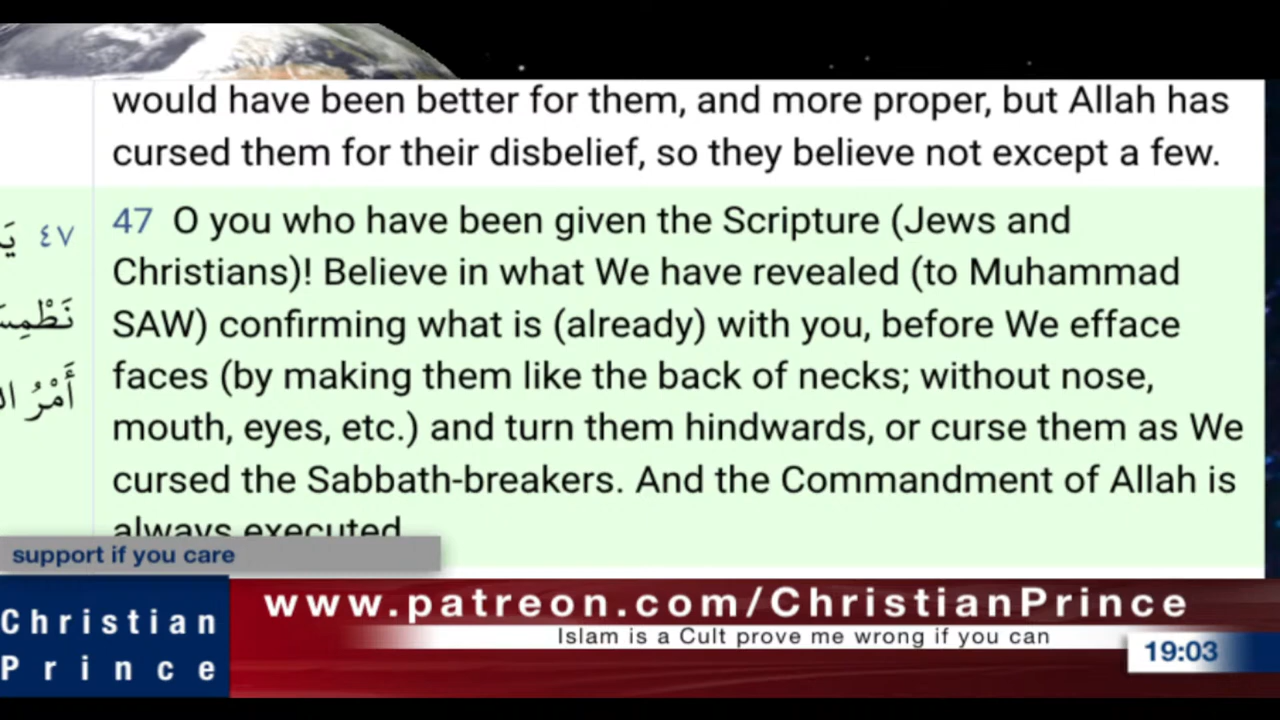 would have been better for them, and more proper, but Allah has
cursed them for their disbelief, so they believe not except a few.
٤٧
47 O you who have been given the Scripture (Jews and
Christians)! Believe in what We have revealed (to Muhammad
نَطْمِسَ
SAW) confirming what is (already) with you, before We efface
أَمْرُ
faces (by making them like the back of necks; without nose,
mouth, eyes, etc.) and turn them hindwards, or curse them as We
cursed the Sabbath-breakers. And the Commandment of Allah is
always executed
support if you care
Christian
Prince
www.patreon.com/ChristianPrince
Islam is a Cult prove me wrong if you can
19:03